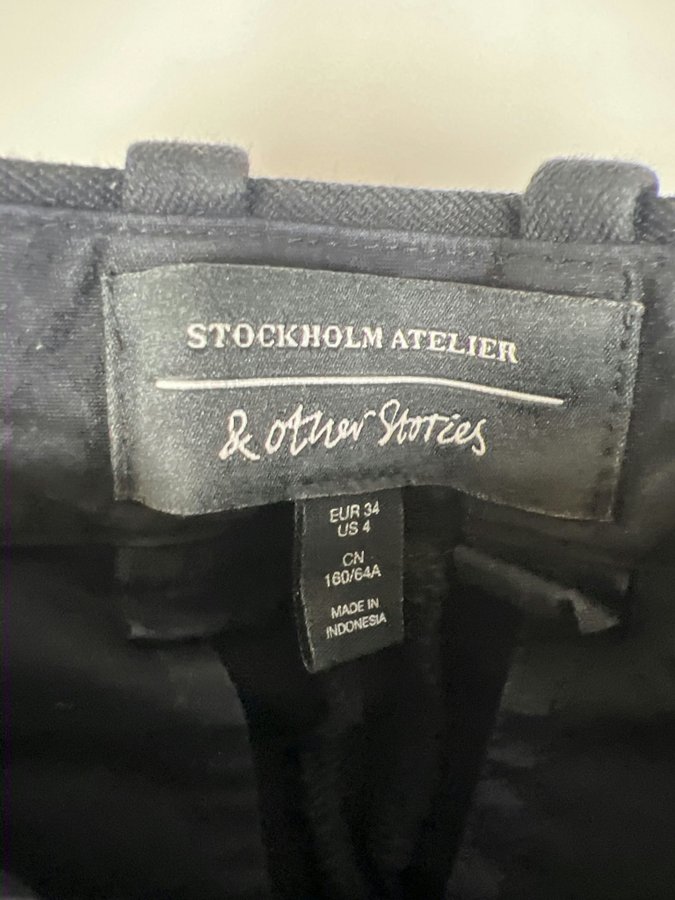 STOCKHOLM ATELIER
& other Stories
EUR 34
US 4
CN
160/64A
MADE IN
INDONESIA